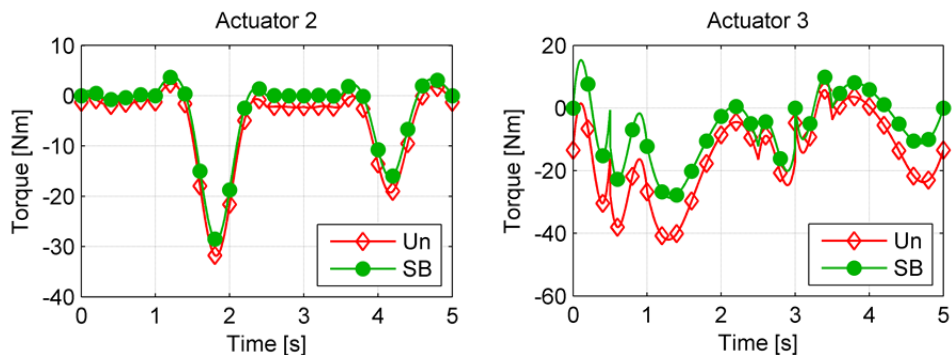 Actuator 2
Torque [Nm]
10
0
-10
-20
-30
-40
0
1
2
3
4
5
Time [s]
Un
SB
Actuator 3
Torque [Nm]
20
0
-20
-40
-60
0
1
2
3
4
5
Time [s]
Un
SB